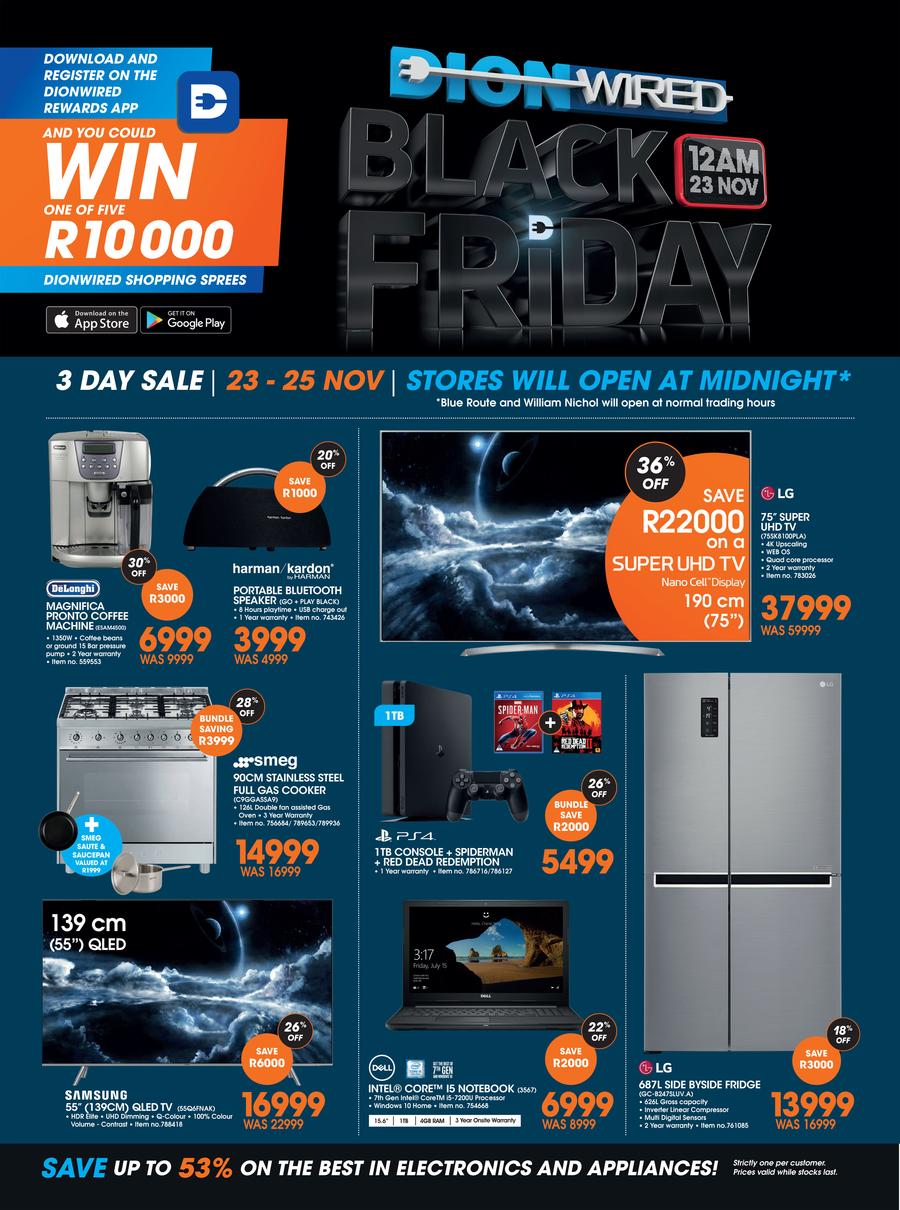 DOWNLOAD AND
REGISTER ON THE
DIONWIRED
REWARDS APP
AND YOU COULD
WIN
ONE OF FIVE
R10 000
DIONWIRED SHOPPING SPREES
Download on the
App Store
GET IT ON
Google Play
DION WIRED
BLACK
FRiDAY
12AM
23 NOV
3 DAY SALE | 23 - 25 NOV | STORES WILL OPEN AT MIDNIGHT*
*Blue Route and William Nichol will open at normal trading hours
30% OFF
SAVE
R3000
DeLonghi
MAGNIFICA
PRONTO COFFEE
MACHINE (ESAM4500)
• 1350W • Coffee beans
or ground 15 Bar pressure
pump • 2 Year warranty
• Item no. 559553
6999
WAS 9999
20% OFF
SAVE
R1000
harman/kardon®
by HARMAN
PORTABLE BLUETOOTH
SPEAKER (GO + PLAY BLACK)
• 8 Hours playtime • USB charge out
• 1 Year warranty • Item no. 743426
3999
WAS 4999
36% OFF
SAVE
R22000
on a
SUPER UHD TV
Nano Cell™ Display
190 cm
(75”)
LG
75” SUPER
UHD TV
(75SK8100PLA)
• 4K Upscaling
• WEB OS
• Quad core processor
• 2 Year warranty
• Item no. 783026
37999
WAS 59999
28% OFF
BUNDLE
SAVING
R3999
smeg
90CM STAINLESS STEEL
FULL GAS COOKER
(C9GGASSA9)
• 126L Double fan assisted Gas
Oven • 3 Year Warranty
• Item no. 756684/ 789653/789936
14999
WAS 16999
+
SMEG
SAUTE &
SAUCEPAN
VALUED AT
R1999
1TB
PS4
SPIDER-MAN
+
PS4
RED DEAD
REDEMPTION II
26% OFF
BUNDLE
SAVE
R2000
PS4
1TB CONSOLE + SPIDERMAN
+ RED DEAD REDEMPTION
• 1 Year warranty • Item no. 786716/786127
5499
139 cm
(55”) QLED
26% OFF
SAVE
R6000
SAMSUNG
55” (139CM) QLED TV (55Q6FNAK)
• HDR Elite • UHD Dimming • Q-Colour • 100% Colour
Volume - Contrast • Item no.788418
16999
WAS 22999
3:17
Friday, July 15
DELL
22% OFF
SAVE
R2000
DELL
7TH GEN
INTEL® CORE™ I5 NOTEBOOK (3567)
• 7th Gen Intel® CoreTM i5-7200U Processor
• Windows 10 Home • Item no. 754668
15.6” | 1TB | 4GB RAM | 3 Year Onsite Warranty
6999
WAS 8999
LG
18% OFF
SAVE
R3000
LG
687L SIDE BYSIDE FRIDGE
(GC-B247SLUV.A)
• 626L Gross capacity
• Inverter Linear Compressor
• Multi Digital Sensors
• 2 Year warranty • Item no.761085
13999
WAS 16999
SAVE UP TO 53% ON THE BEST IN ELECTRONICS AND APPLIANCES!
Strictly one per customer.
Prices valid while stocks last.